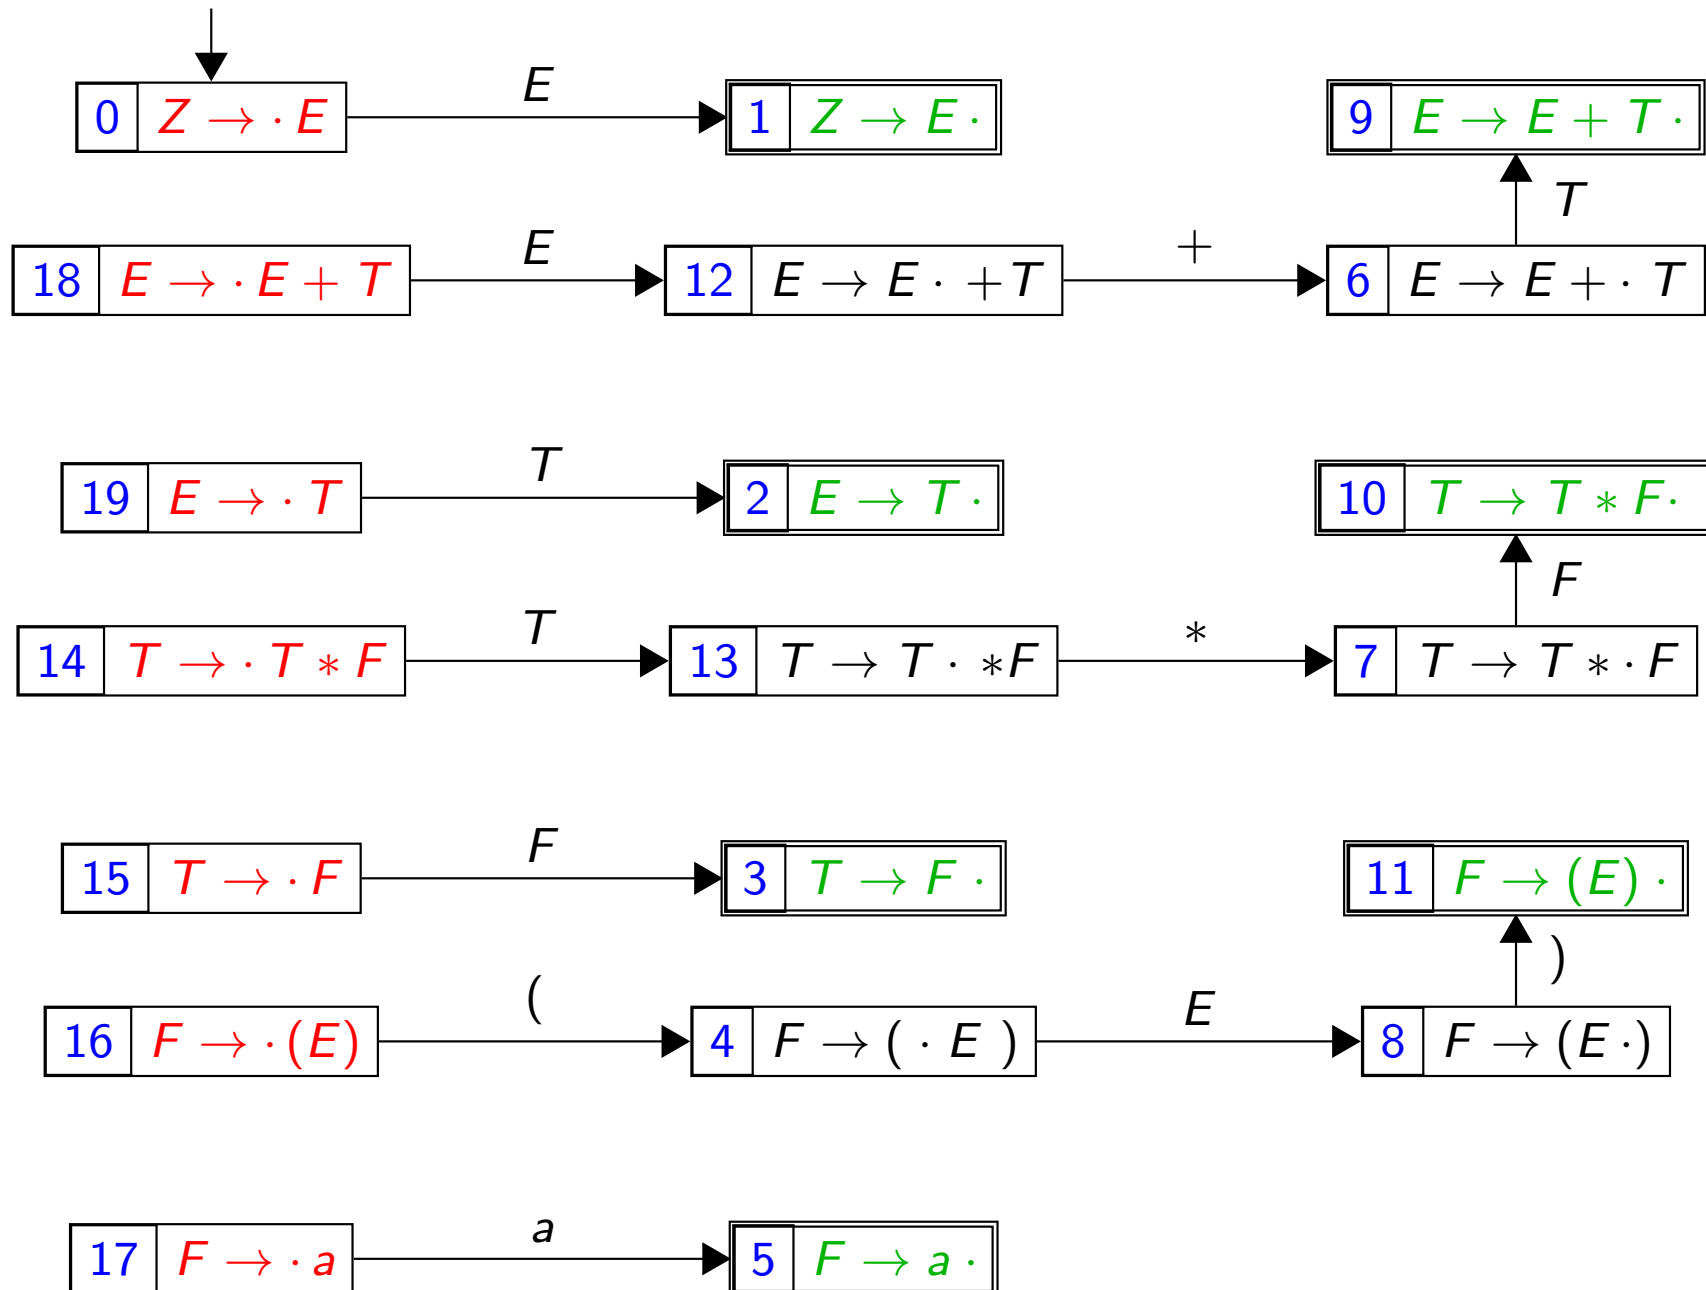 0 Z → · E E 1 Z → E · 9 E → E + T ·
T
18 E → · E + T E 12 E → E · +T + 6 E → E + · T
19 E → · T T 2 E → T · 10 T → T ∗ F ·
F
14 T → · T ∗ F T 13 T → T · ∗F ∗ 7 T → T ∗ · F
15 T → · F F 3 T → F · 11 F → (E) ·
)
16 F → · (E) ( 4 F → ( · E ) E 8 F → (E ·)
17 F → · a a 5 F → a ·